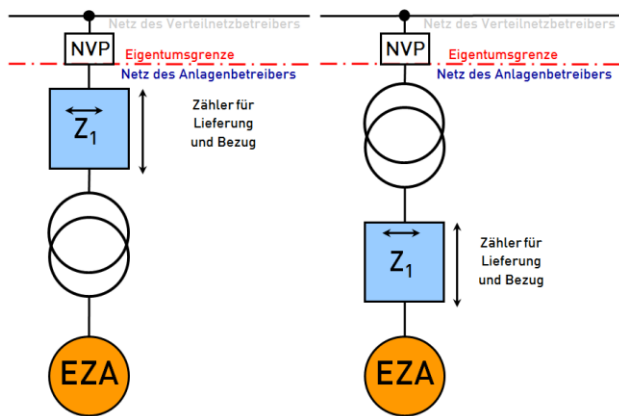 Netz des Verteilnetzbetreibers
NVP
Eigentumsgrenze
Netz des Anlagenbetreibers
Z1
Zähler für
Lieferung
und Bezug
EZA
Netz des Verteilnetzbetreibers
NVP
Eigentumsgrenze
Netz des Anlagenbetreibers
Z1
Zähler für
Lieferung
und Bezug
EZA